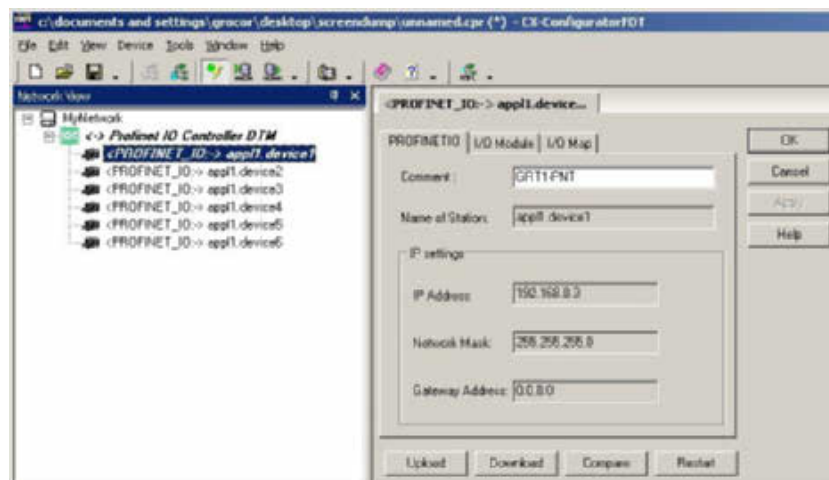 c:\documents and settings\grocor\desktop\screendump\unnamed.cpr (*) - CX-ConfiguratorFDT
File Edit View Device Tools Window Help
Network View
<PROFINET_IO:-> appl1.device...
MyNetwork
<-> Profinet IO Controller DTM
<PROFINET_IO:-> appl1.device1
<PROFINET_IO:-> appl1.device2
<PROFINET_IO:-> appl1.device3
<PROFINET_IO:-> appl1.device4
<PROFINET_IO:-> appl1.device5
<PROFINET_IO:-> appl1.device6
PROFINETIO I/O Module I/O Map
Comment: GRT1-PNT
Name of Station: appl1.device1
IP settings
IP Address: 192.168.0.3
Network Mask: 255.255.255.0
Gateway Address: 0.0.0.0
OK
Cancel
Apply
Help
Upload Download Compare Restart